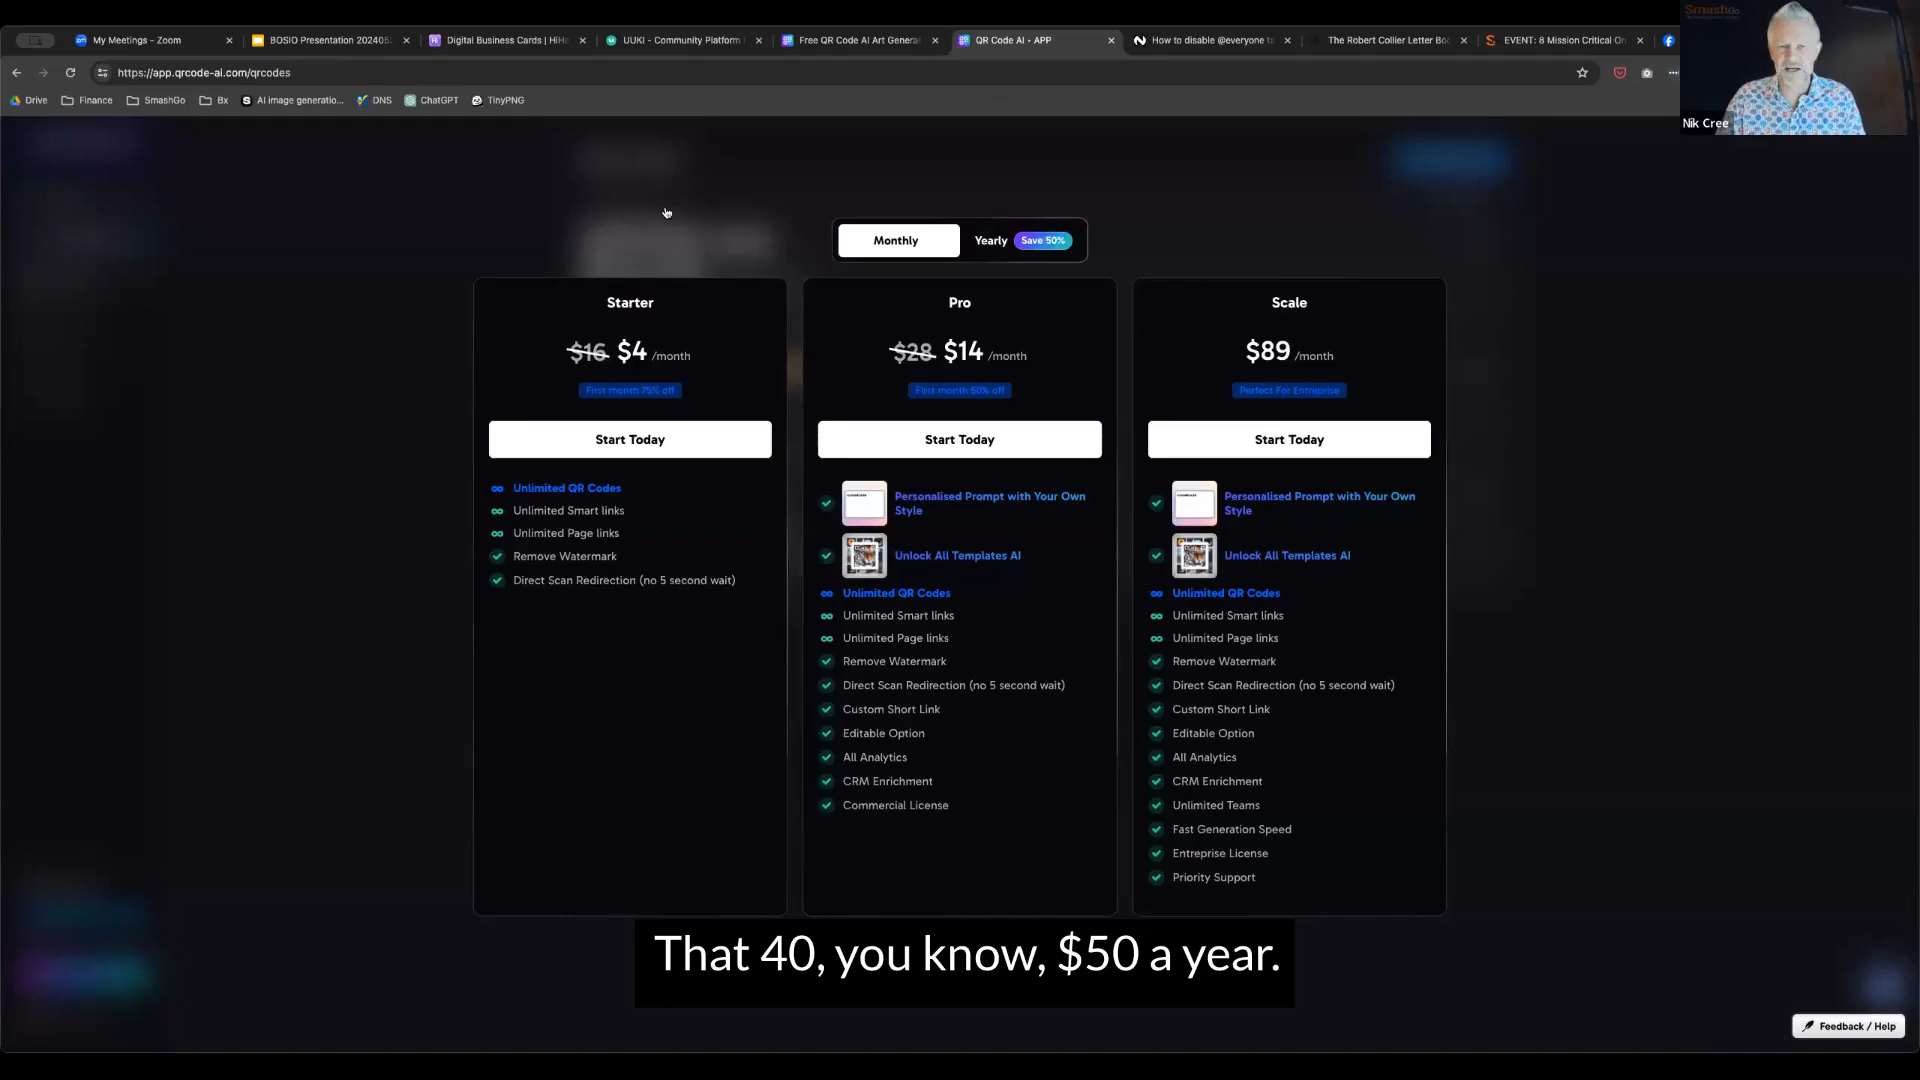 SmashGo
My Meetings - Zoom
BOSIO Presentation 202405
Digital Business Cards | HiHe
UUKI - Community Platform
Free QR Code AI Art Genera
QR Code AI • APP
How to disable @everyone ta
The Robert Collier Letter Boo
EVENT: 8 Mission Critical On
https://app.qrcode-ai.com/qrcodes
Drive
Finance
SmashGo
Bx
AI image generatio...
DNS
ChatGPT
TinyPNG
Nik Cree
Monthly
Yearly
Save 50%
Starter
$16 $4 /month
First month 75% off
Start Today
Unlimited QR Codes
Unlimited Smart links
Unlimited Page links
Remove Watermark
Direct Scan Redirection (no 5 second wait)
Pro
$28 $14 /month
First month 50% off
Start Today
Personalised Prompt with Your Own
Style
Unlock All Templates AI
Unlimited QR Codes
Unlimited Smart links
Unlimited Page links
Remove Watermark
Direct Scan Redirection (no 5 second wait)
Custom Short Link
Editable Option
All Analytics
CRM Enrichment
Commercial License
Scale
$89 /month
Perfect For Entreprise
Start Today
Personalised Prompt with Your Own
Style
Unlock All Templates AI
Unlimited QR Codes
Unlimited Smart links
Unlimited Page links
Remove Watermark
Direct Scan Redirection (no 5 second wait)
Custom Short Link
Editable Option
All Analytics
CRM Enrichment
Unlimited Teams
Fast Generation Speed
Entreprise License
Priority Support
That 40, you know, $50 a year.
Feedback / Help